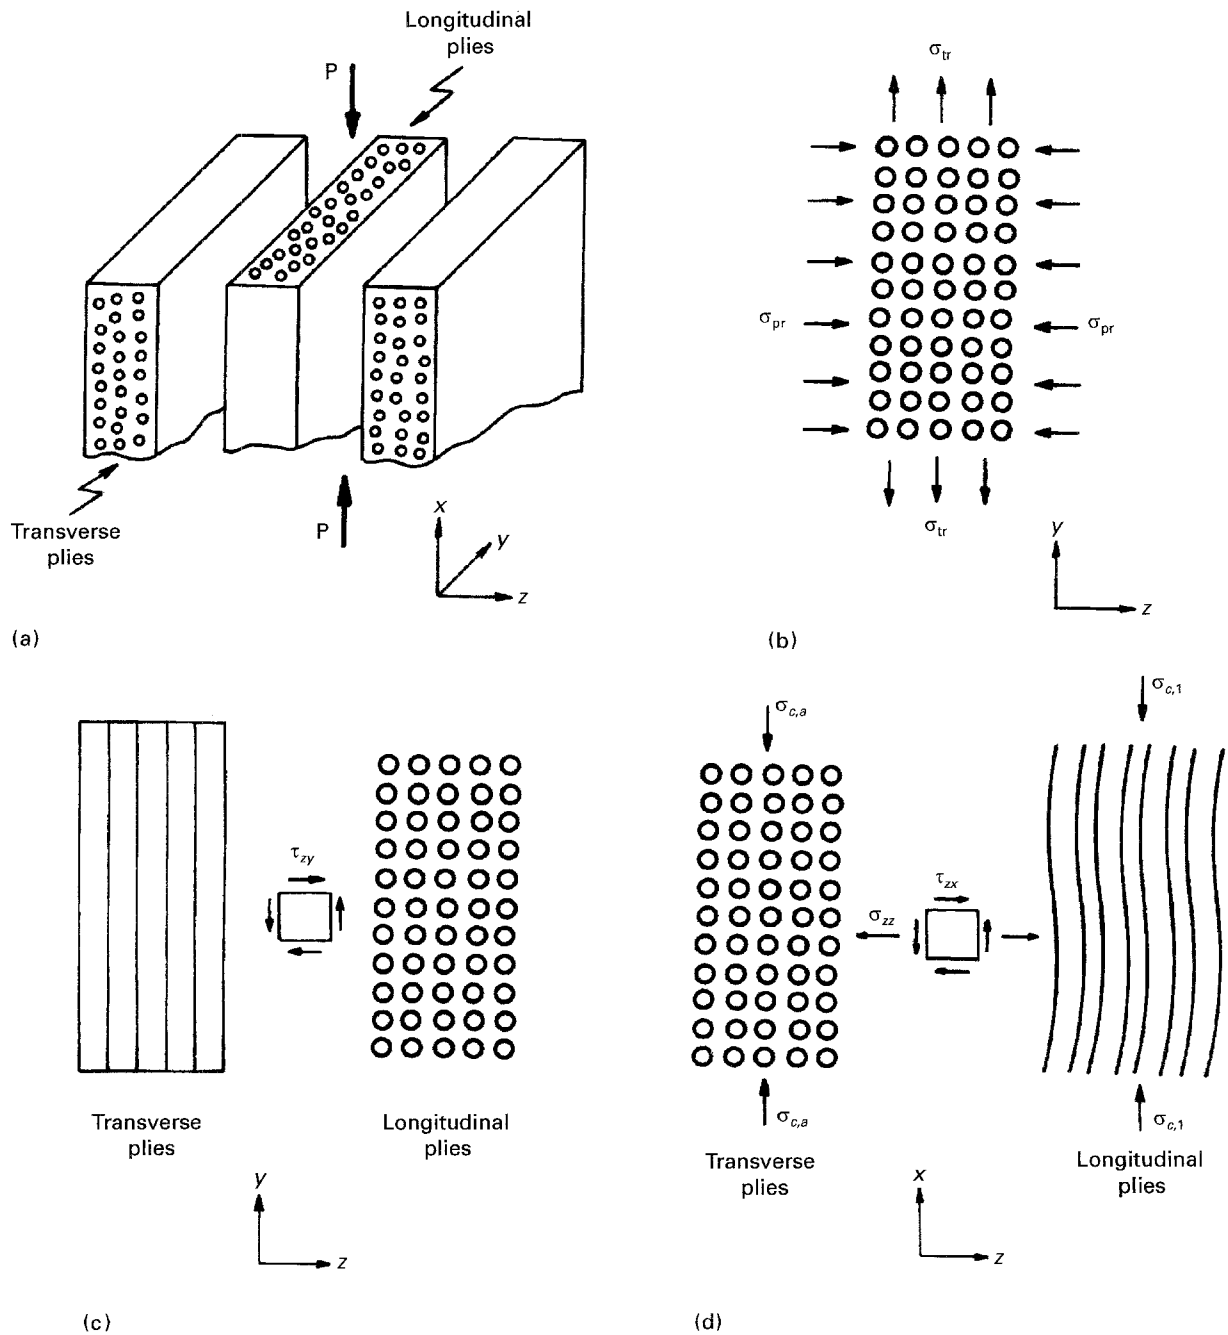 (a)
Longitudinal
plies
P
Transverse
plies
P
x
y
z
(b)
σtr
σpr
σpr
σtr
y
z
(c)
τzy
Transverse
plies
Longitudinal
plies
y
z
(d)
σc,a
σc,1
τzx
σzz
σc,a
σc,1
Transverse
plies
Longitudinal
plies
x
z